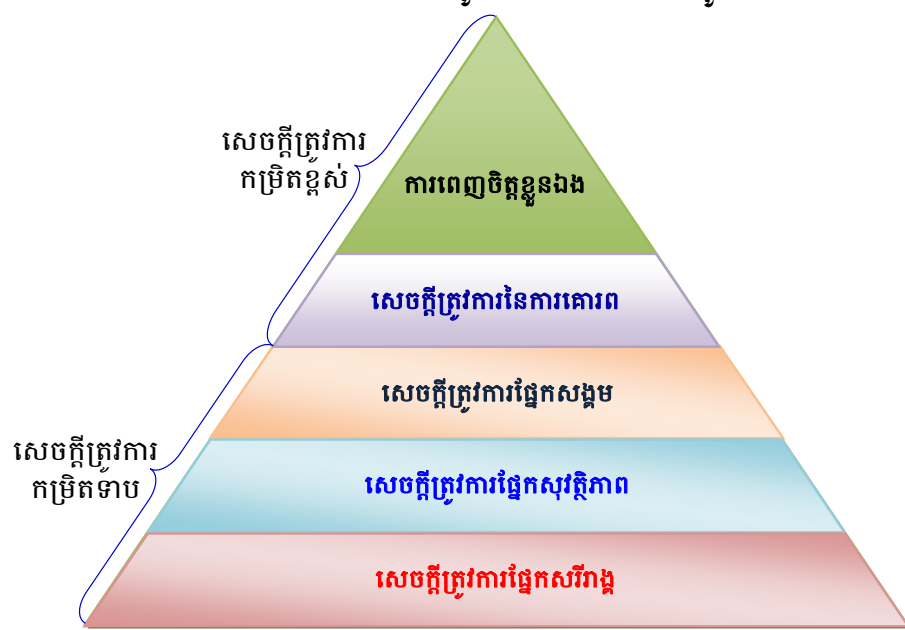 សេចក្តីត្រូវការ
កម្រិតខ្ពស់
ការពេញចិត្តខ្លួនឯង
សេចក្តីត្រូវការនៃការគោរព
សេចក្តីត្រូវការផ្នែកសង្គម
សេចក្តីត្រូវការ
កម្រិតទាប
សេចក្តីត្រូវការផ្នែកសុវត្ថិភាព
សេចក្តីត្រូវការផ្នែកសរីរាង្គ